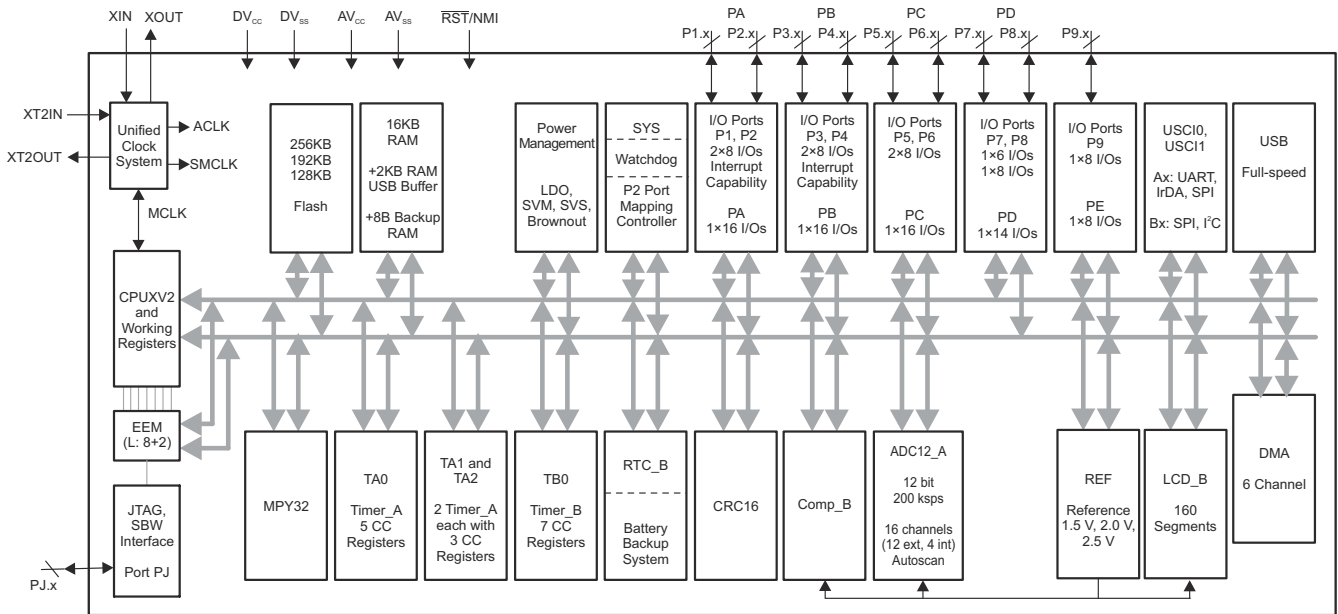 XIN
XOUT
DVCC
DVSS
AVCC
AVSS
RST/NMI
PA
PB
PC
PD
P1.x
P2.x
P3.x
P4.x
P5.x
P6.x
P7.x
P8.x
P9.x
XT2IN
XT2OUT
Unified
Clock
System
ACLK
SMCLK
MCLK
256KB
192KB
128KB
Flash
16KB
RAM
+2KB RAM
USB Buffer
+8B Backup
RAM
Power
Management
LDO,
SVM, SVS,
Brownout
SYS
Watchdog
P2 Port
Mapping
Controller
I/O Ports
P1, P2
2×8 I/Os
Interrupt
Capability
PA
1×16 I/Os
I/O Ports
P3, P4
2×8 I/Os
Interrupt
Capability
PB
1×16 I/Os
I/O Ports
P5, P6
2×8 I/Os
PC
1×16 I/Os
I/O Ports
P7, P8
1×6 I/Os
1×8 I/Os
PD
1×14 I/Os
I/O Ports
P9
1×8 I/Os
PE
1×8 I/Os
USCI0,
USCI1
Ax: UART,
IrDA, SPI
Bx: SPI, I²C
USB
Full-speed
CPUXV2
and
Working
Registers
EEM
(L: 8+2)
JTAG,
SBW
Interface
Port PJ
PJ.x
MPY32
TA0
Timer_A
5 CC
Registers
TA1 and
TA2
2 Timer_A
each with
3 CC
Registers
TB0
Timer_B
7 CC
Registers
RTC_B
Battery
Backup
System
CRC16
Comp_B
ADC12_A
12 bit
200 ksps
16 channels
(12 ext, 4 int)
Autoscan
REF
Reference
1.5 V, 2.0 V,
2.5 V
LCD_B
160
Segments
DMA
6 Channel